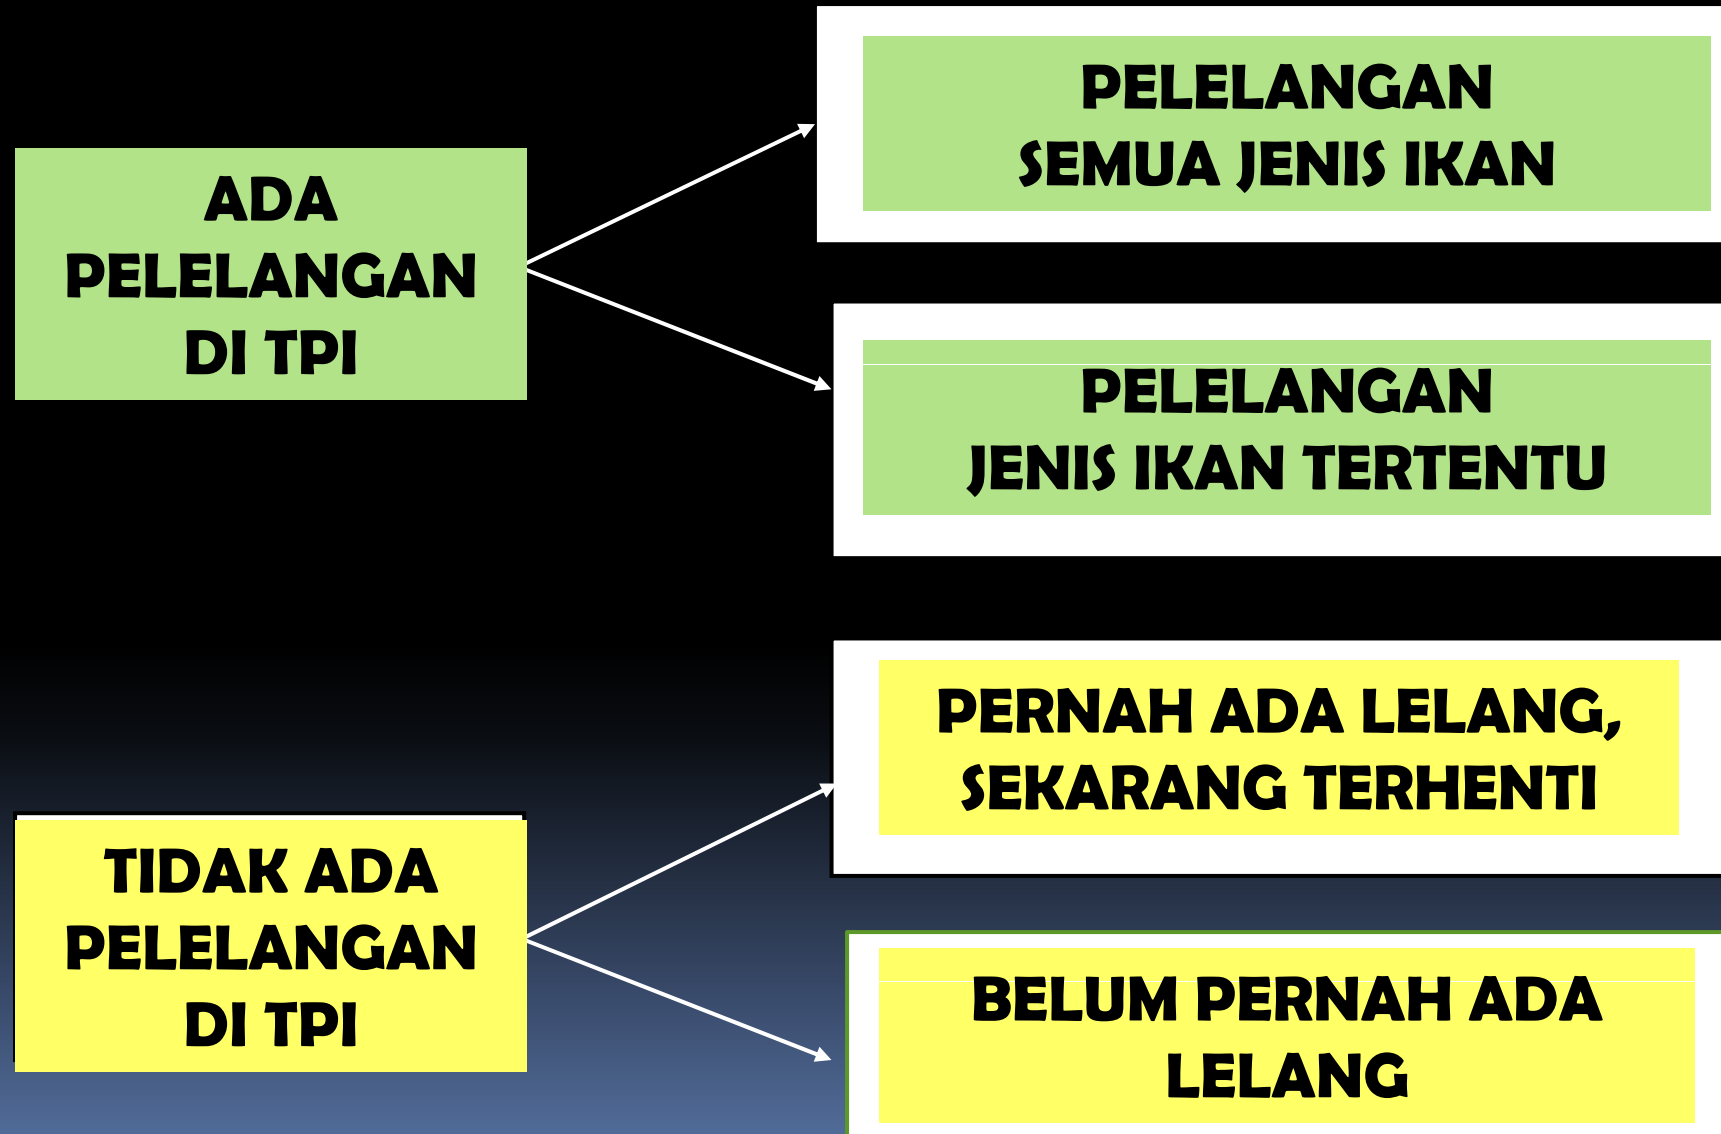 ADA
PELELANGAN
DI TPI
PELELANGAN
SEMUA JENIS IKAN
PELELANGAN
JENIS IKAN TERTENTU
TIDAK ADA
PELELANGAN
DI TPI
PERNAH ADA LELANG,
SEKARANG TERHENTI
BELUM PERNAH ADA
LELANG